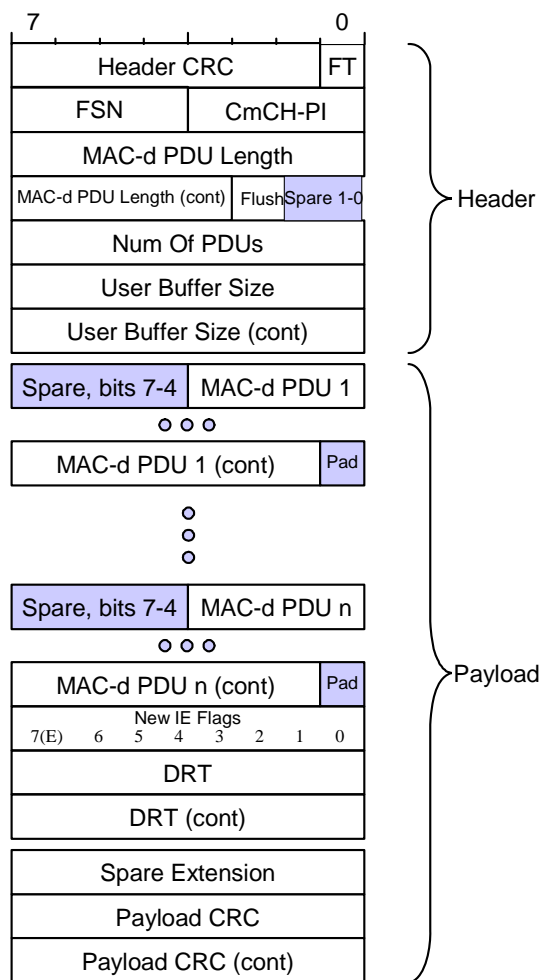 7 0
Header CRC FT
FSN CmCH-PI
MAC-d PDU Length
MAC-d PDU Length (cont) Flush Spare 1-0
Num Of PDUs
User Buffer Size
User Buffer Size (cont)
Header
Spare, bits 7-4 MAC-d PDU 1
MAC-d PDU 1 (cont) Pad
Spare, bits 7-4 MAC-d PDU n
MAC-d PDU n (cont) Pad
Payload
New IE Flags
7(E) 6 5 4 3 2 1 0
DRT
DRT (cont)
Spare Extension
Payload CRC
Payload CRC (cont)